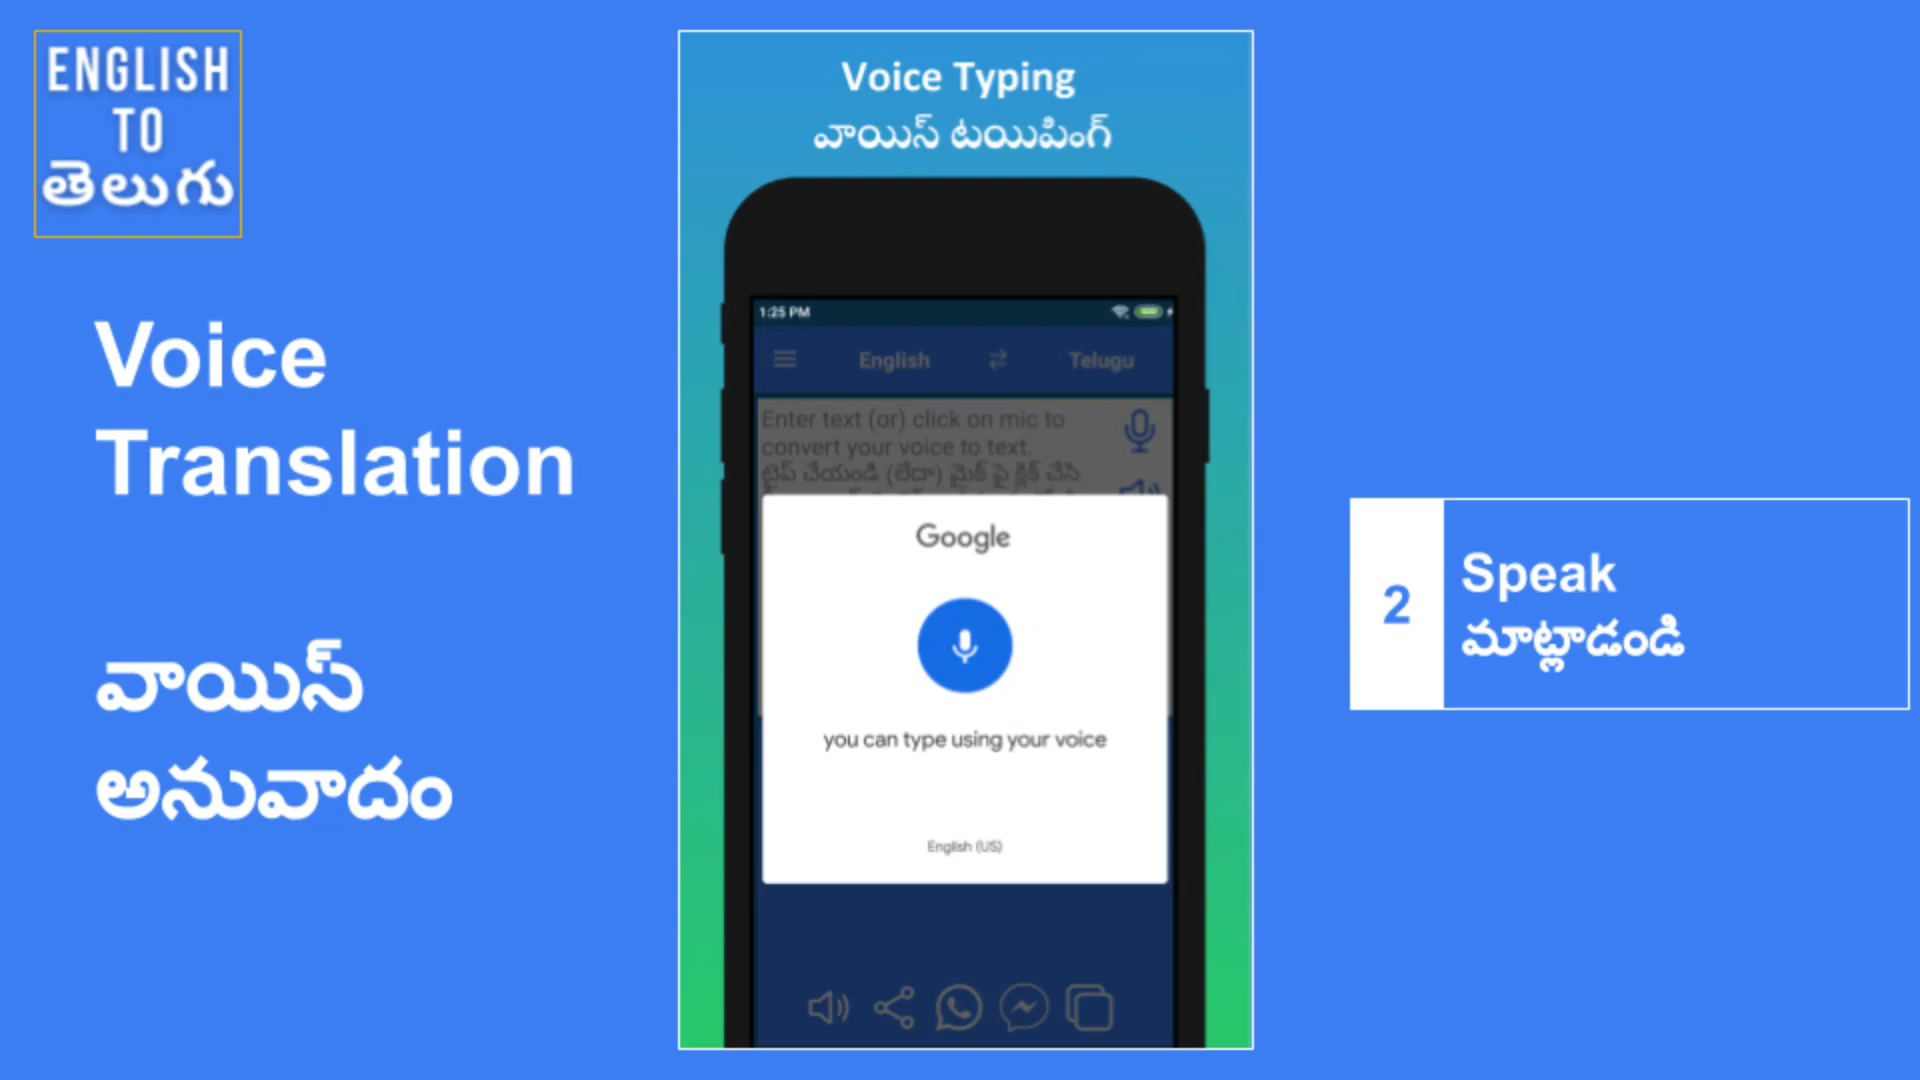 ENGLISH
TO
తెలుగు
Voice
Translation
వాయిస్
అనువాదం
Voice Typing
వాయిస్ టయిపింగ్
1:25 PM
English
Telugu
Enter text (or) click on mic to
convert your voice to text.
టైప్ చేయండి (లేదా) మైక్ పై క్లిక్ చేసి
Google
you can type using your voice
English (US)
2
Speak
మాట్లాడండి